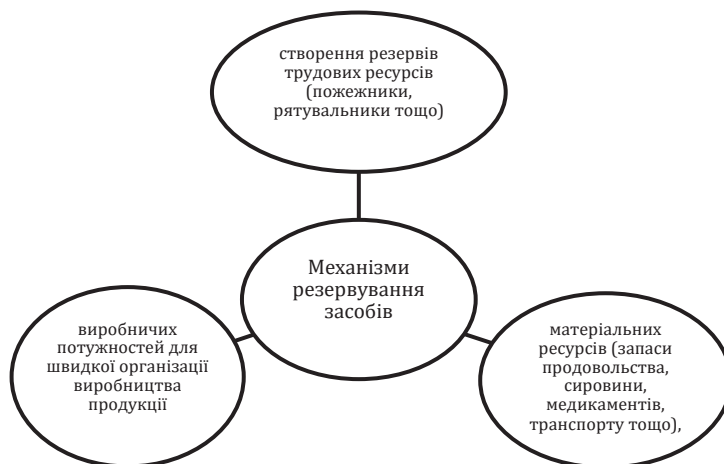 створення резервів
трудових ресурсів
(пожежники,
рятувальники тощо)
Механізми
резервування
засобів
виробничих
потужностей для
швидкої організації
виробництва
продукції
матеріальних
ресурсів (запаси
продовольства,
сировини,
медикаментів,
транспорту тощо),